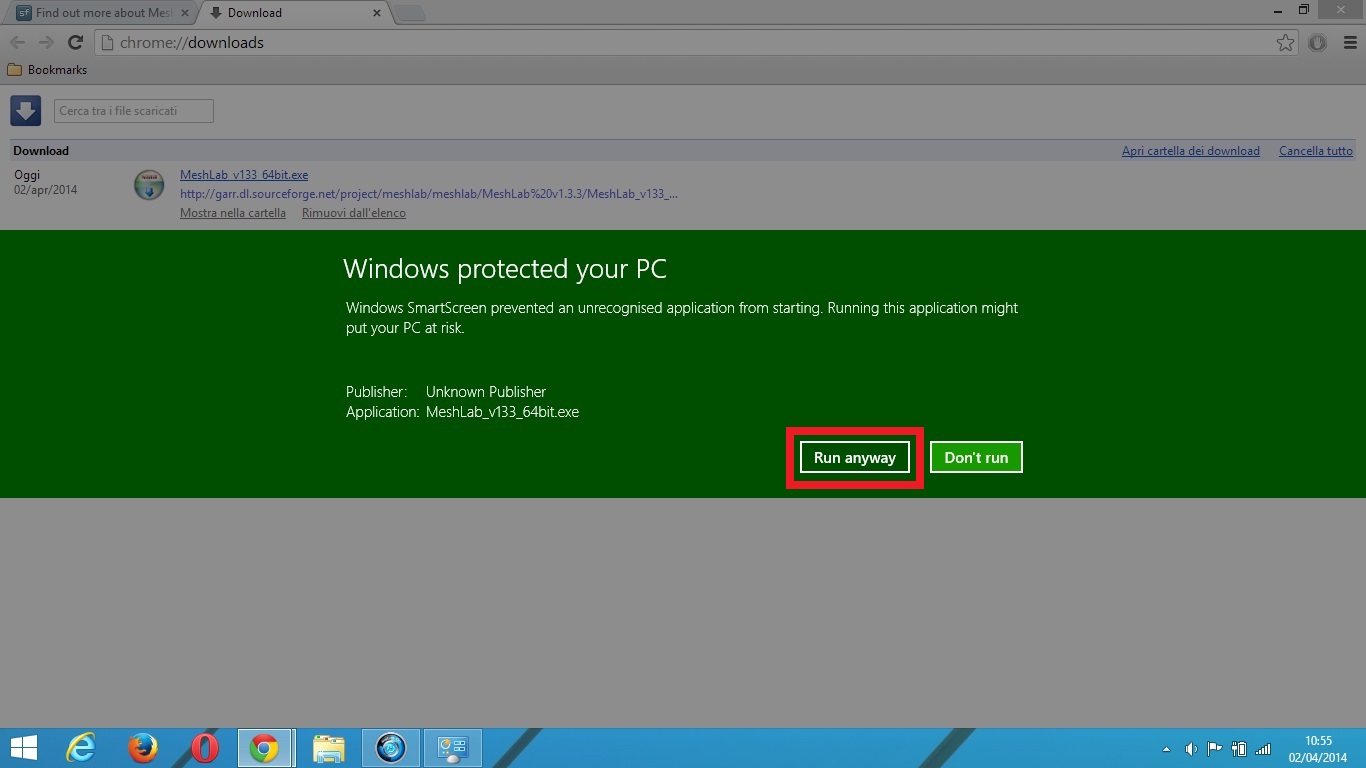 Find out more about Mesh
Download
chrome://downloads
Bookmarks
Cerca tra i file scaricati
Download
Apri cartella dei download
Cancella tutto
Oggi
02/apr/2014
MeshLab_v133_64bit.exe
http://garr.dl.sourceforge.net/project/meshlab/meshlab/MeshLab%20v1.3.3/MeshLab_v133_...
Mostra nella cartella
Rimuovi dall'elenco
Windows protected your PC
Windows SmartScreen prevented an unrecognised application from starting. Running this application might
put your PC at risk.
Publisher: Unknown Publisher
Application: MeshLab_v133_64bit.exe
Run anyway
Don't run
10:55
02/04/2014